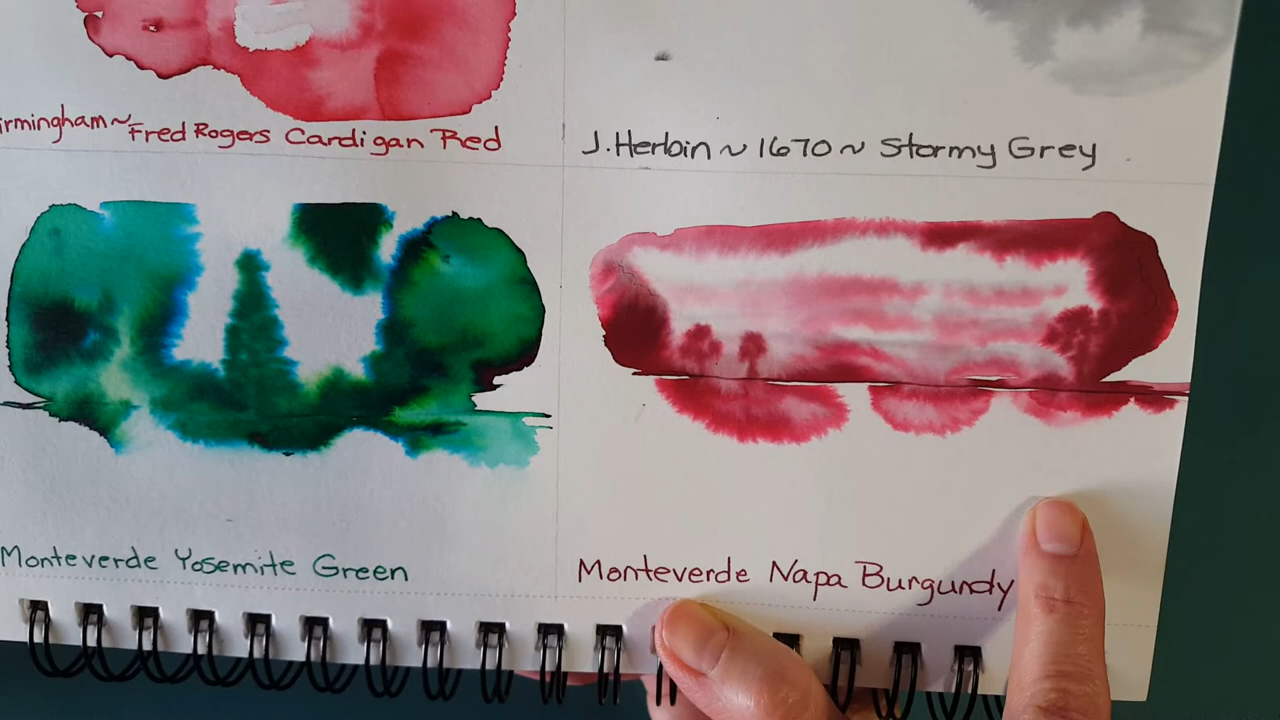 irmingham ~ Fred Rogers Cardigan Red
J. Herbin ~ 1670 ~ Stormy Grey
Monteverde Yosemite Green
Monteverde Napa Burgundy